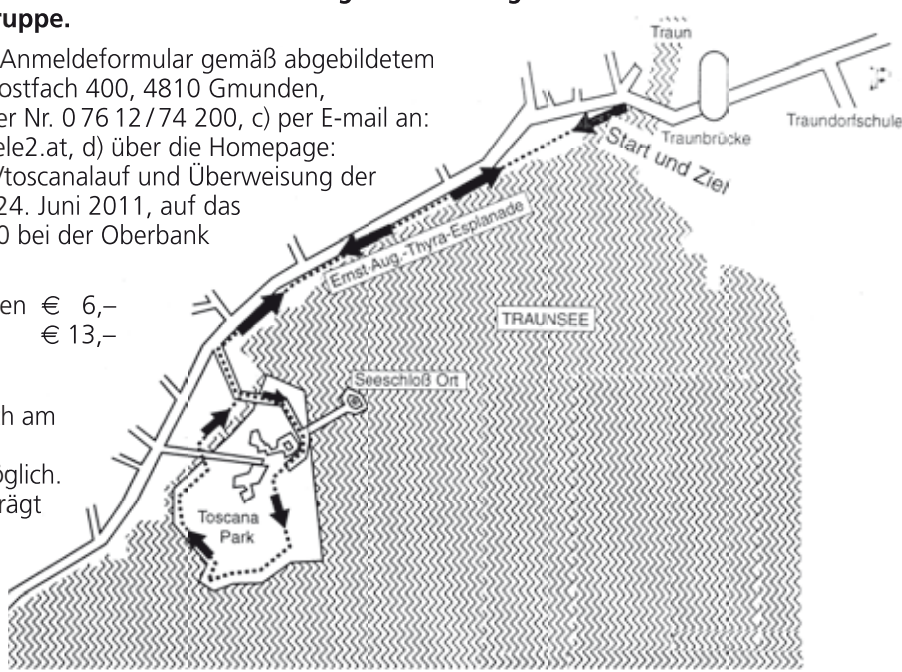 ruppe.
Anmeldeformular gemäß abgebildetem
ostfach 400, 4810 Gmunden,
er Nr. 0 76 12 / 74 200, c) per E-mail an:
ele2.at, d) über die Homepage:
/toscanalauf und Überweisung der
24. Juni 2011, auf das
0 bei der Oberbank
en € 6,–
€ 13,–
h am
öglich.
rägt
Traun
Traundorfschule
Traunbrücke
Start und Ziel
Ernst-Aug.-Thyra-Esplanade
TRAUNSEE
Seeschloß Ort
Toscana
Park